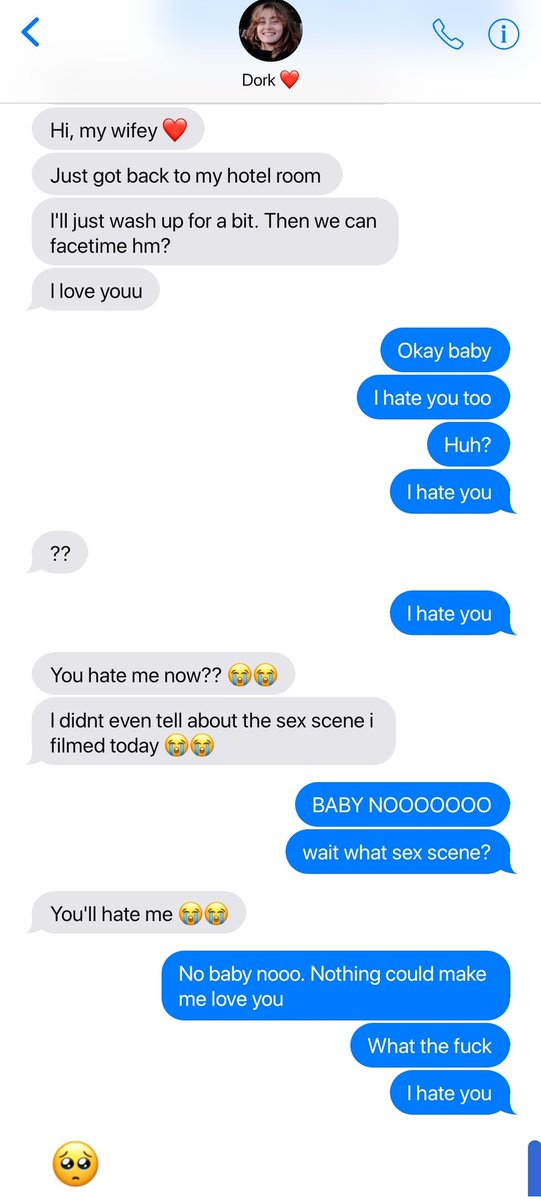 Dork ❤️
Hi, my wifey ❤️
Just got back to my hotel room
I'll just wash up for a bit. Then we can
facetime hm?
I love youu
Okay baby
I hate you too
Huh?
I hate you
??
I hate you
You hate me now?? 😭😭
I didnt even tell about the sex scene i
filmed today 😭😭
BABY NOOOOOOO
wait what sex scene?
You'll hate me 😭😭
No baby nooo. Nothing could make
me love you
What the fuck
I hate you
🥺